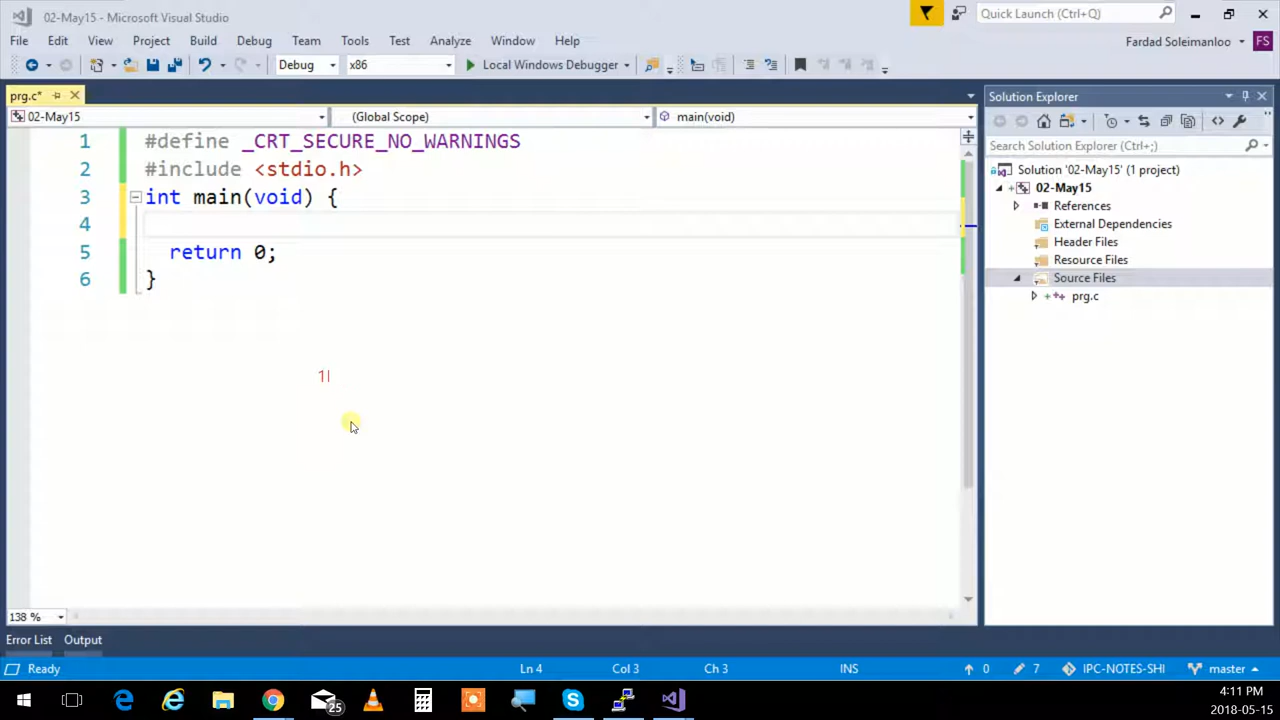 02-May15 - Microsoft Visual Studio
Quick Launch (Ctrl+Q)
File Edit View Project Build Debug Team Tools Test Analyze Window Help
Fardad Soleimanloo FS
Debug x86 Local Windows Debugger
prg.c*
Solution Explorer
02-May15 (Global Scope) main(void)
Search Solution Explorer (Ctrl+;)
1 #define _CRT_SECURE_NO_WARNINGS
2 #include <stdio.h>
3 int main(void) {
4
5 return 0;
6 }
Solution '02-May15' (1 project)
02-May15
References
External Dependencies
Header Files
Resource Files
Source Files
prg.c
1I
138 %
Error List Output
Ready Ln 4 Col 3 Ch 3 INS 0 7 IPC-NOTES-SHI master
25
4:11 PM
2018-05-15